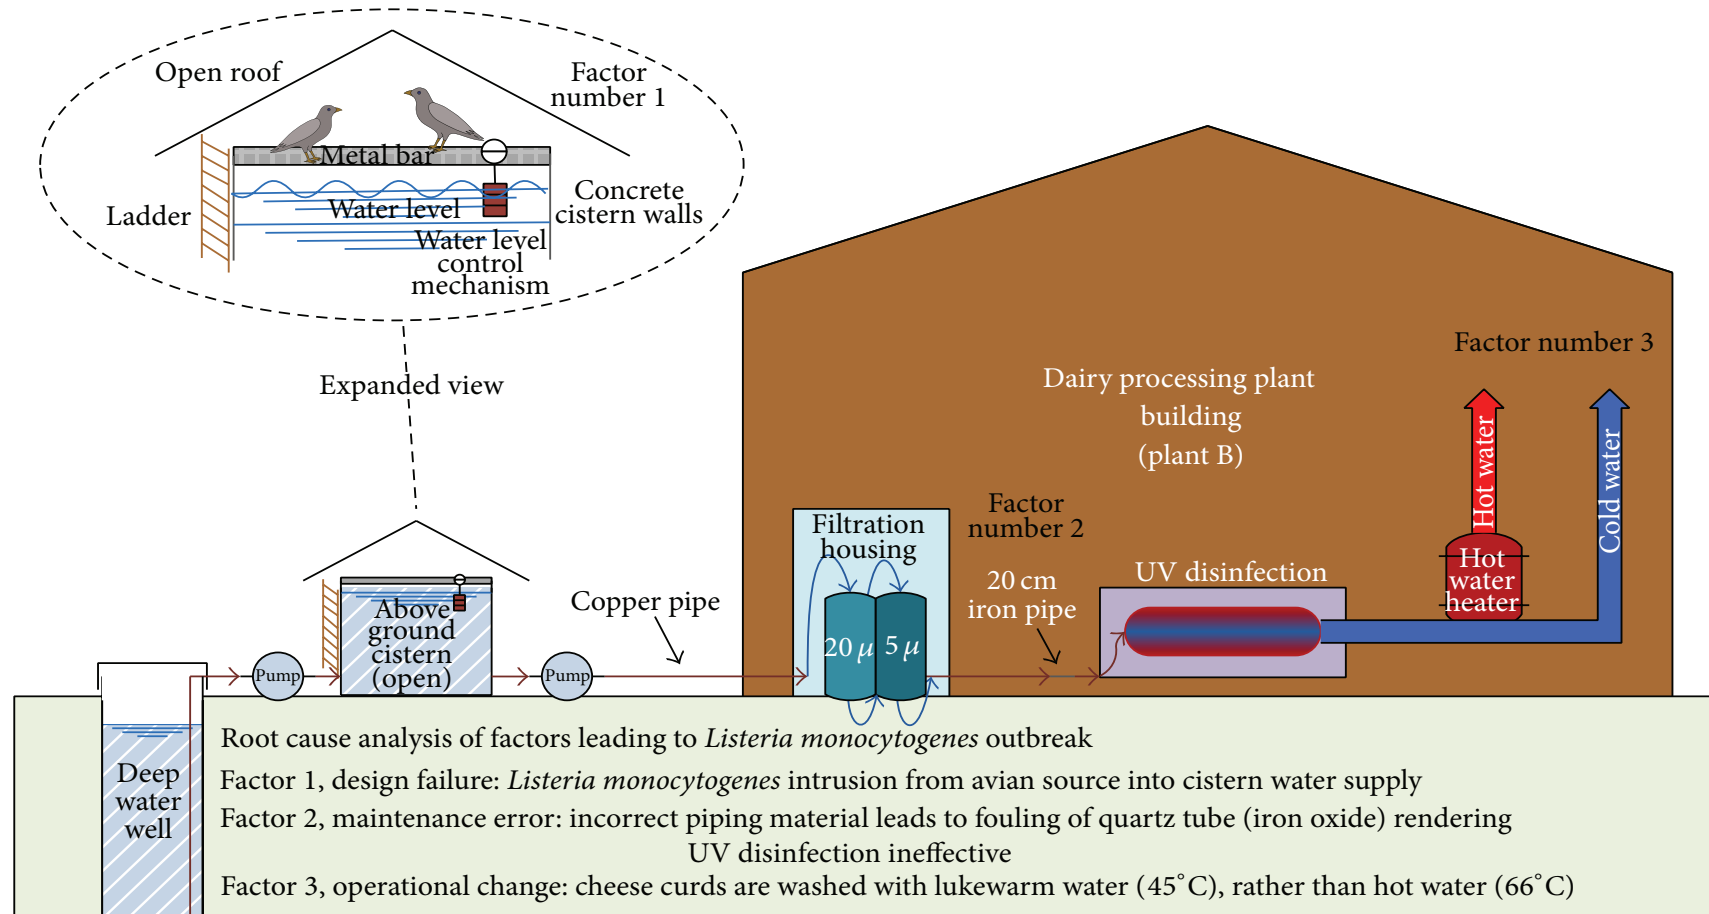 Open roof
Factor
number 1
Metal bar
Ladder
Water level
Concrete
cistern walls
Water level
control
mechanism
Expanded view
Factor number 3
Dairy processing plant
building
(plant B)
Hot water
Cold water
Filtration
housing
Factor
number 2
Hot
water
heater
UV disinfection
20 cm
iron pipe
Copper pipe
Above
ground
cistern
(open)
20 μ
5 μ
Pump
Pump
Deep
water
well
Root cause analysis of factors leading to Listeria monocytogenes outbreak
Factor 1, design failure: Listeria monocytogenes intrusion from avian source into cistern water supply
Factor 2, maintenance error: incorrect piping material leads to fouling of quartz tube (iron oxide) rendering
UV disinfection ineffective
Factor 3, operational change: cheese curds are washed with lukewarm water (45°C), rather than hot water (66°C)